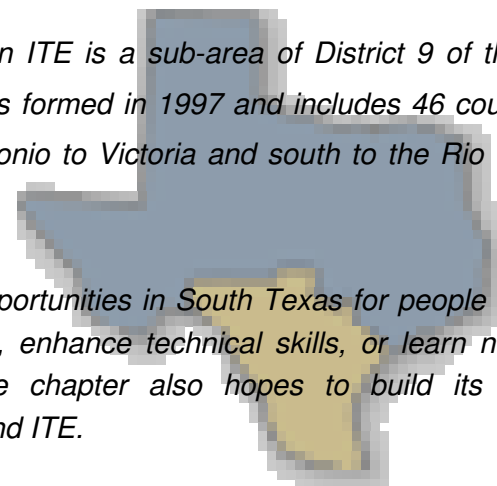 n ITE is a sub-area of District 9 of th
s formed in 1997 and includes 46 cou
onio to Victoria and south to the Rio
portunities in South Texas for people
, enhance technical skills, or learn n
e chapter also hopes to build its
nd ITE.